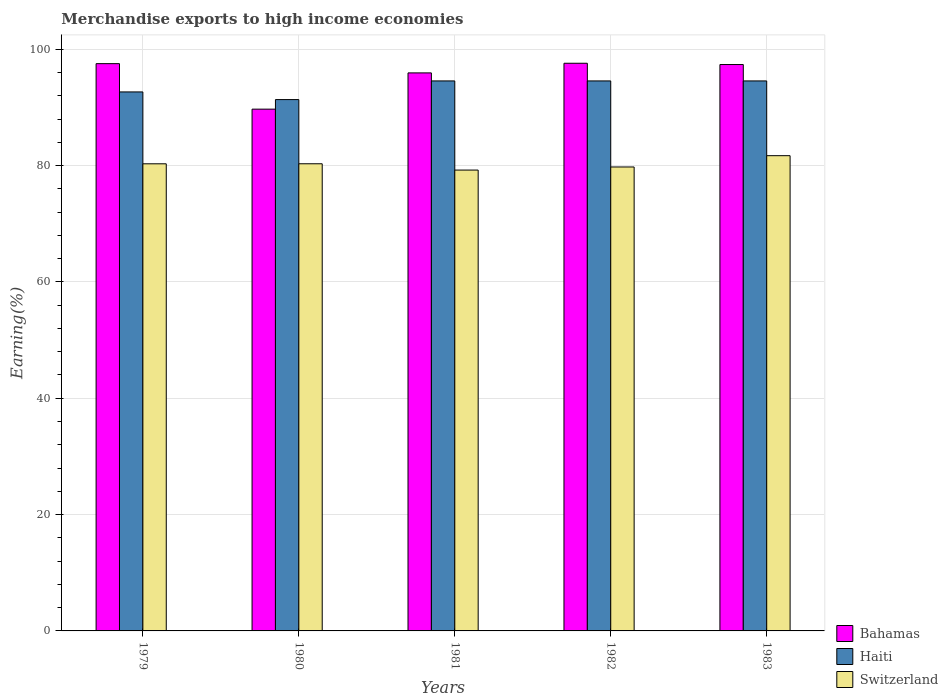 Merchandise exports to high income economies
Earning(%)
100
80
60
40
20
0
1979
1980
1981
1982
1983
Years
Bahamas
Haiti
Switzerland